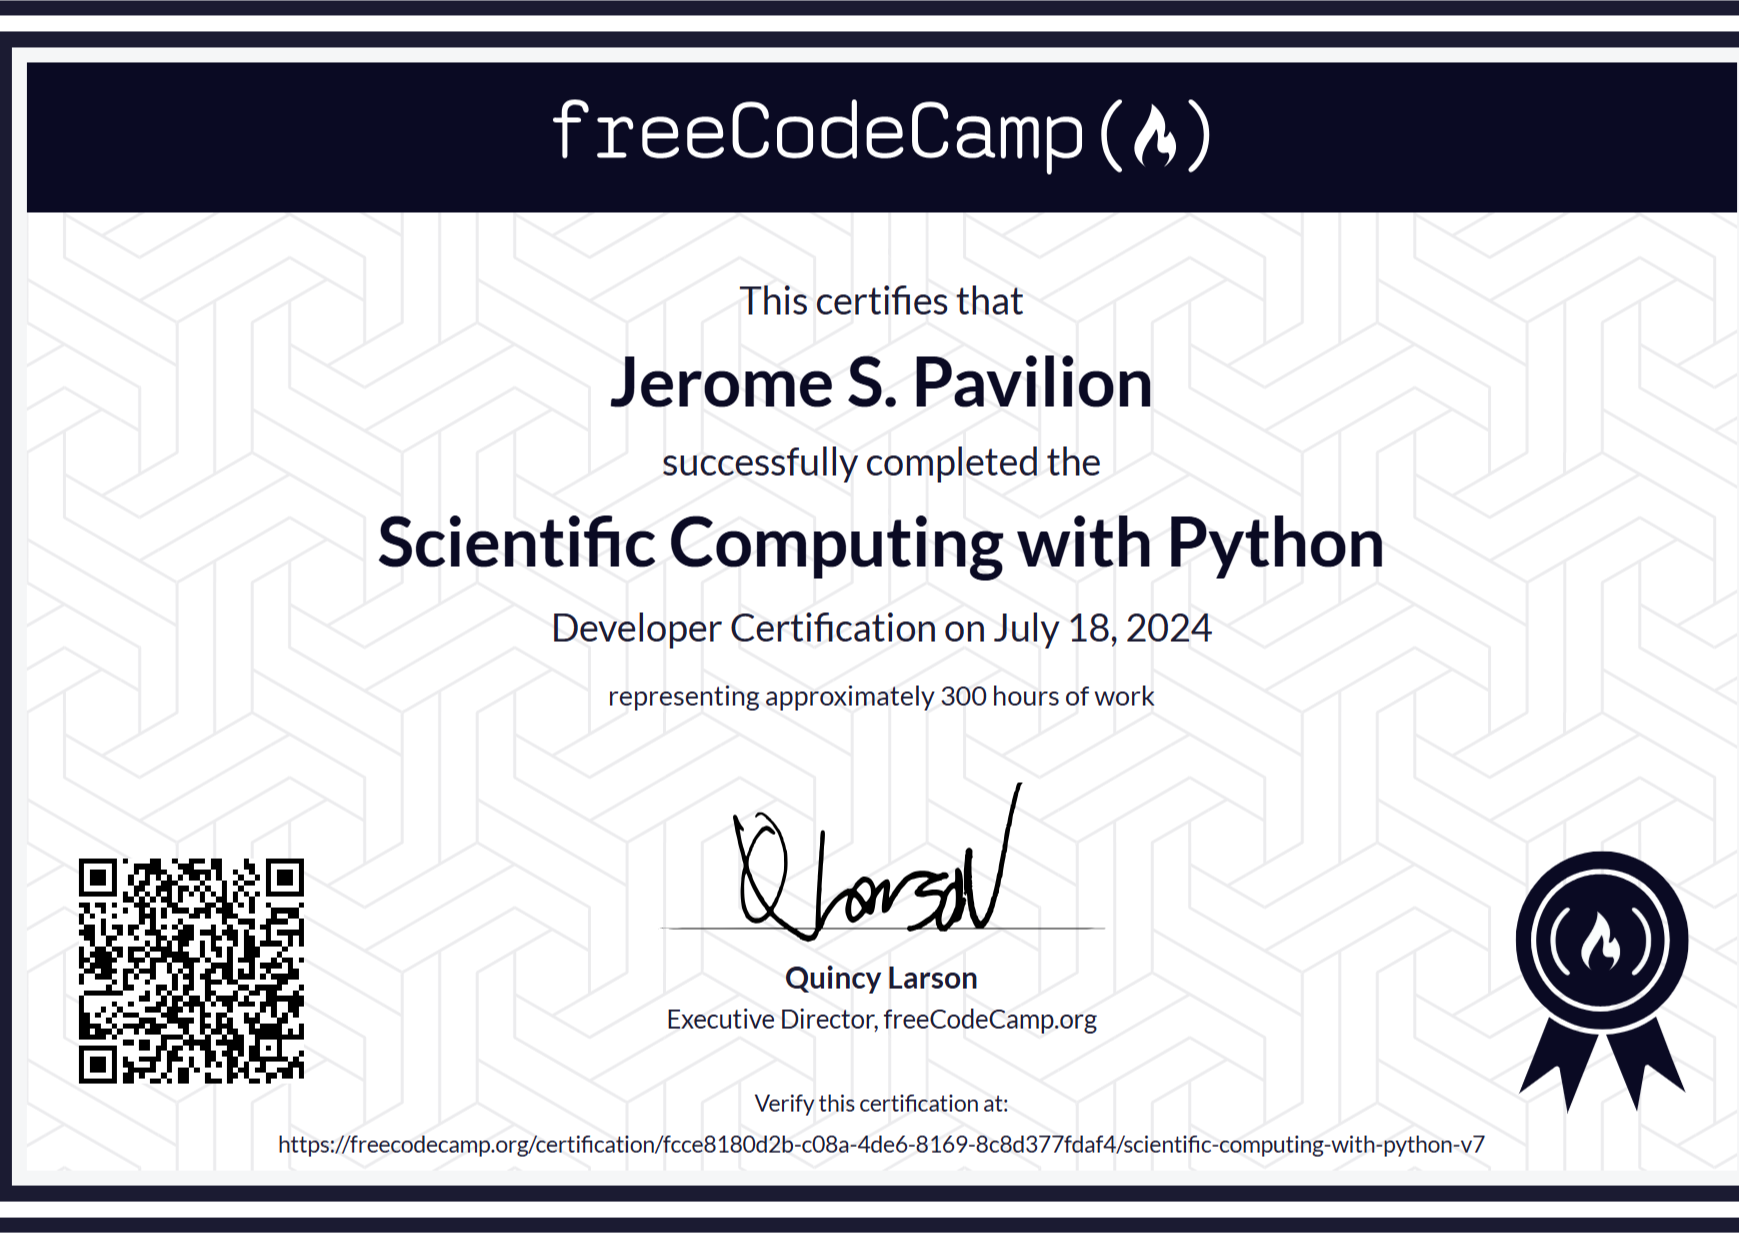 freeCodeCamp
This certifies that
Jerome S. Pavilion
successfully completed the
Scientific Computing with Python
Developer Certification on July 18, 2024
representing approximately 300 hours of work
Q Larson
Quincy Larson
Executive Director, freeCodeCamp.org
Verify this certification at:
https://freecodecamp.org/certification/fcce8180d2b-c08a-4de6-8169-8c8d377fdaf4/scientific-computing-with-python-v7